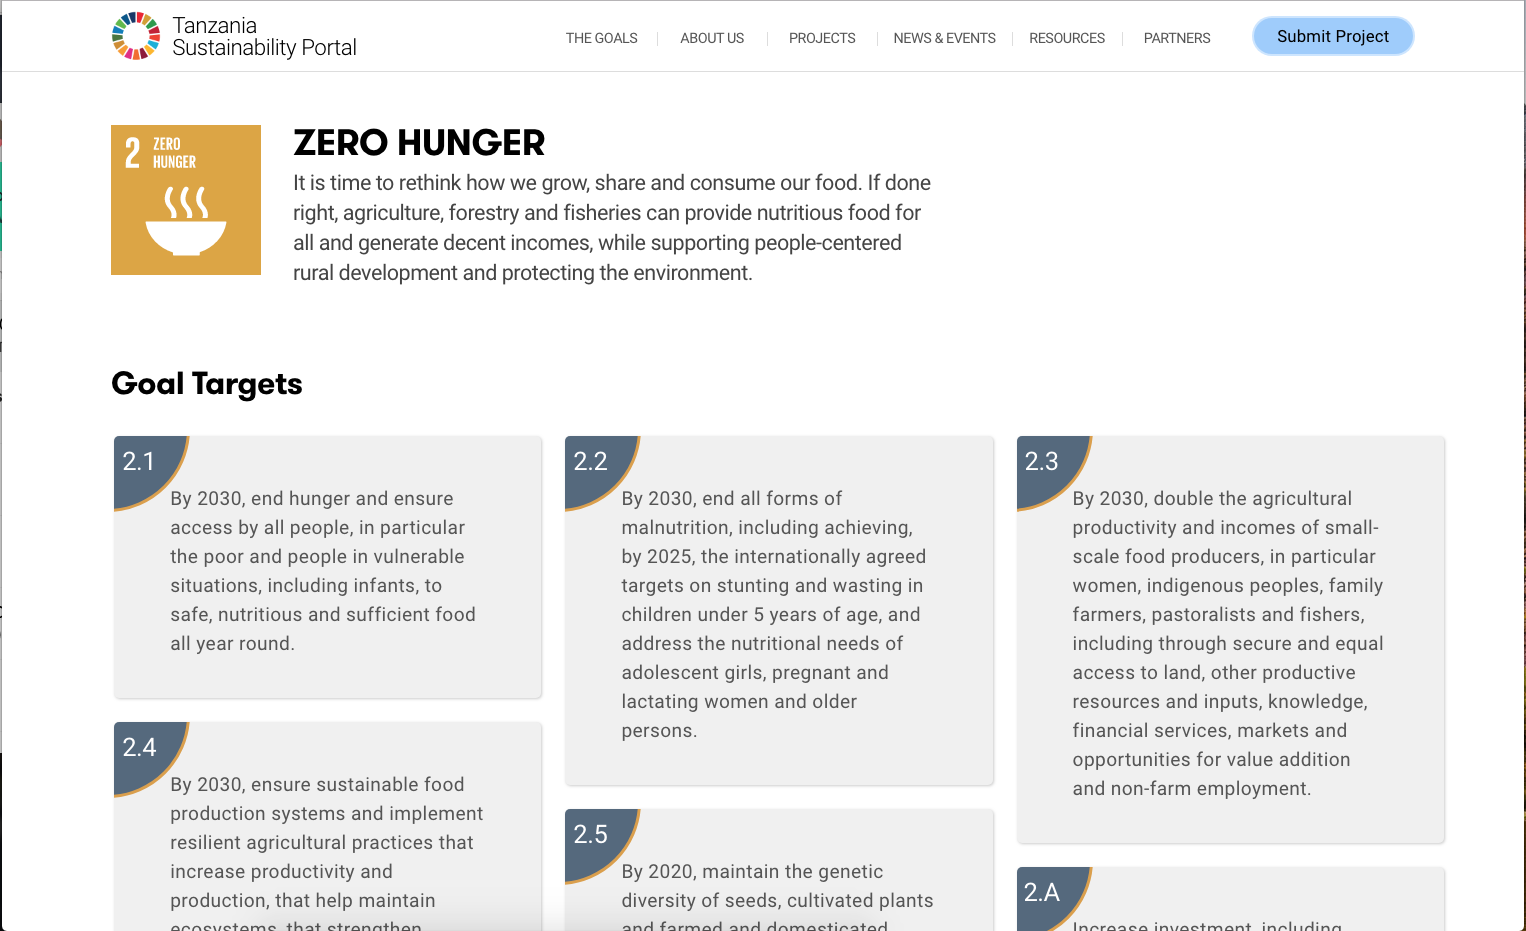 Tanzania
Sustainability Portal
THE GOALS
ABOUT US
PROJECTS
NEWS & EVENTS
RESOURCES
PARTNERS
Submit Project
2 ZERO
HUNGER
ZERO HUNGER
It is time to rethink how we grow, share and consume our food. If done
right, agriculture, forestry and fisheries can provide nutritious food for
all and generate decent incomes, while supporting people-centered
rural development and protecting the environment.
Goal Targets
2.1
By 2030, end hunger and ensure
access by all people, in particular
the poor and people in vulnerable
situations, including infants, to
safe, nutritious and sufficient food
all year round.
2.2
By 2030, end all forms of
malnutrition, including achieving,
by 2025, the internationally agreed
targets on stunting and wasting in
children under 5 years of age, and
address the nutritional needs of
adolescent girls, pregnant and
lactating women and older
persons.
2.3
By 2030, double the agricultural
productivity and incomes of small-
scale food producers, in particular
women, indigenous peoples, family
farmers, pastoralists and fishers,
including through secure and equal
access to land, other productive
resources and inputs, knowledge,
financial services, markets and
opportunities for value addition
and non-farm employment.
2.4
By 2030, ensure sustainable food
production systems and implement
resilient agricultural practices that
increase productivity and
production, that help maintain
ecosystems, that strengthen
2.5
By 2020, maintain the genetic
diversity of seeds, cultivated plants
and farmed and domesticated
2.A
Increase investment, including